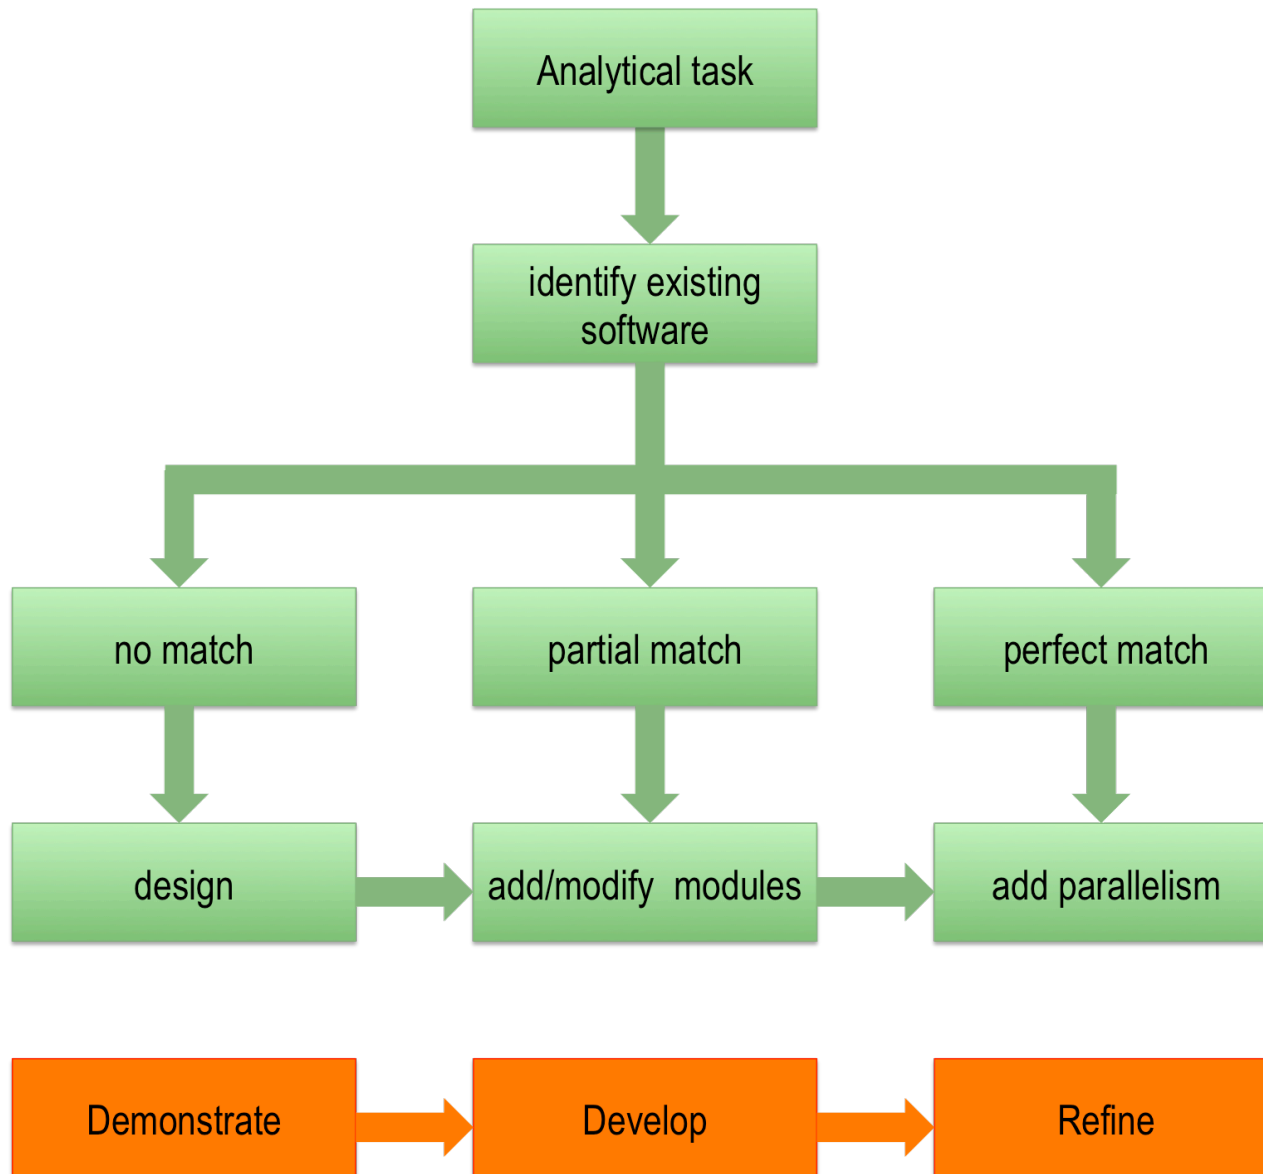 Analytical task
identify existing
software
no match
partial match
perfect match
design
add/modify  modules
add parallelism
Demonstrate
Develop
Refine